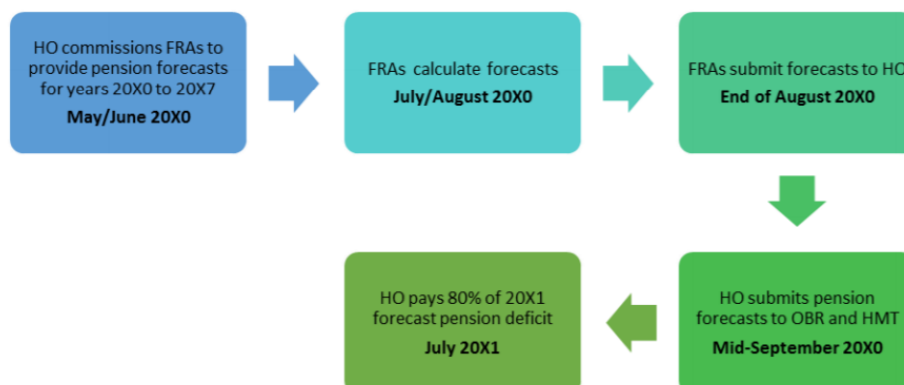 HO commissions FRAs to
provide pension forecasts
for years 20X0 to 20X7
May/June 20X0
FRAs calculate forecasts
July/August 20X0
FRAs submit forecasts to HO
End of August 20X0
HO submits pension
forecasts to OBR and HMT
Mid-September 20X0
HO pays 80% of 20X1
forecast pension deficit
July 20X1